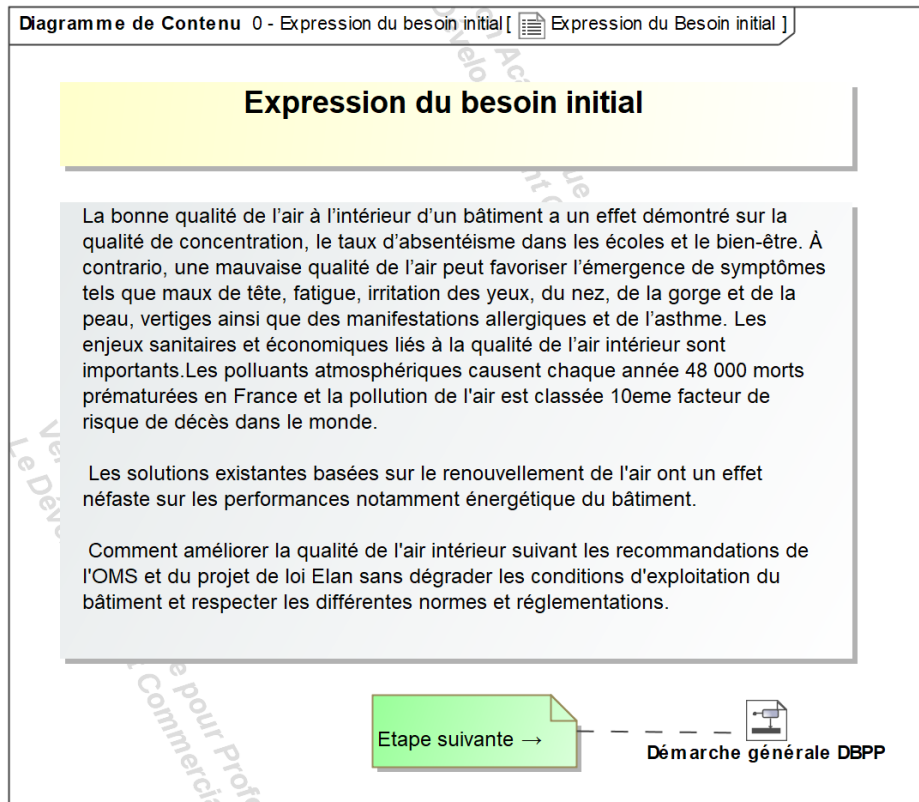 Diagramme de Contenu 0 - Expression du besoin initial [ Expression du Besoin initial ]
Expression du besoin initial
La bonne qualité de l’air à l’intérieur d’un bâtiment a un effet démontré sur la
qualité de concentration, le taux d’absentéisme dans les écoles et le bien-être. À
contrario, une mauvaise qualité de l’air peut favoriser l’émergence de symptômes
tels que maux de tête, fatigue, irritation des yeux, du nez, de la gorge et de la
peau, vertiges ainsi que des manifestations allergiques et de l’asthme. Les
enjeux sanitaires et économiques liés à la qualité de l’air intérieur sont
importants.Les polluants atmosphériques causent chaque année 48 000 morts
prématurées en France et la pollution de l'air est classée 10eme facteur de
risque de décès dans le monde.
Les solutions existantes basées sur le renouvellement de l'air ont un effet
néfaste sur les performances notamment énergétique du bâtiment.
Comment améliorer la qualité de l'air intérieur suivant les recommandations de
l'OMS et du projet de loi Elan sans dégrader les conditions d'exploitation du
bâtiment et respecter les différentes normes et réglementations.
Etape suivante →
Démarche générale DBPP